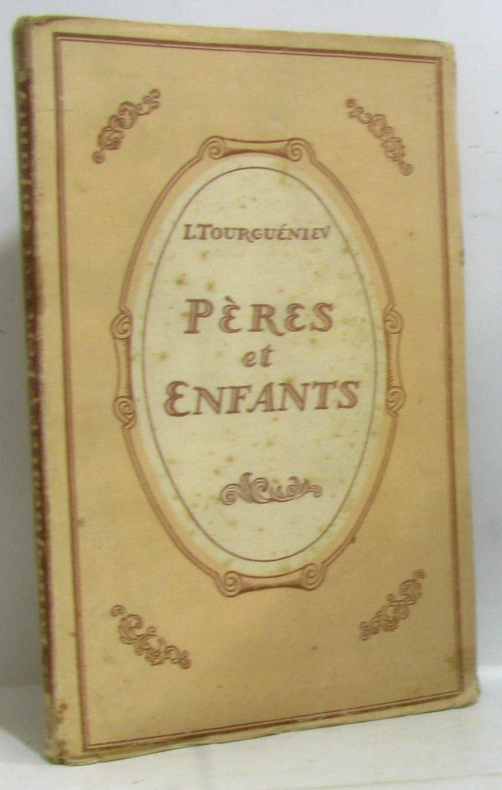 I. TOURGUÉNIEV
PÈRES
et
ENFANTS